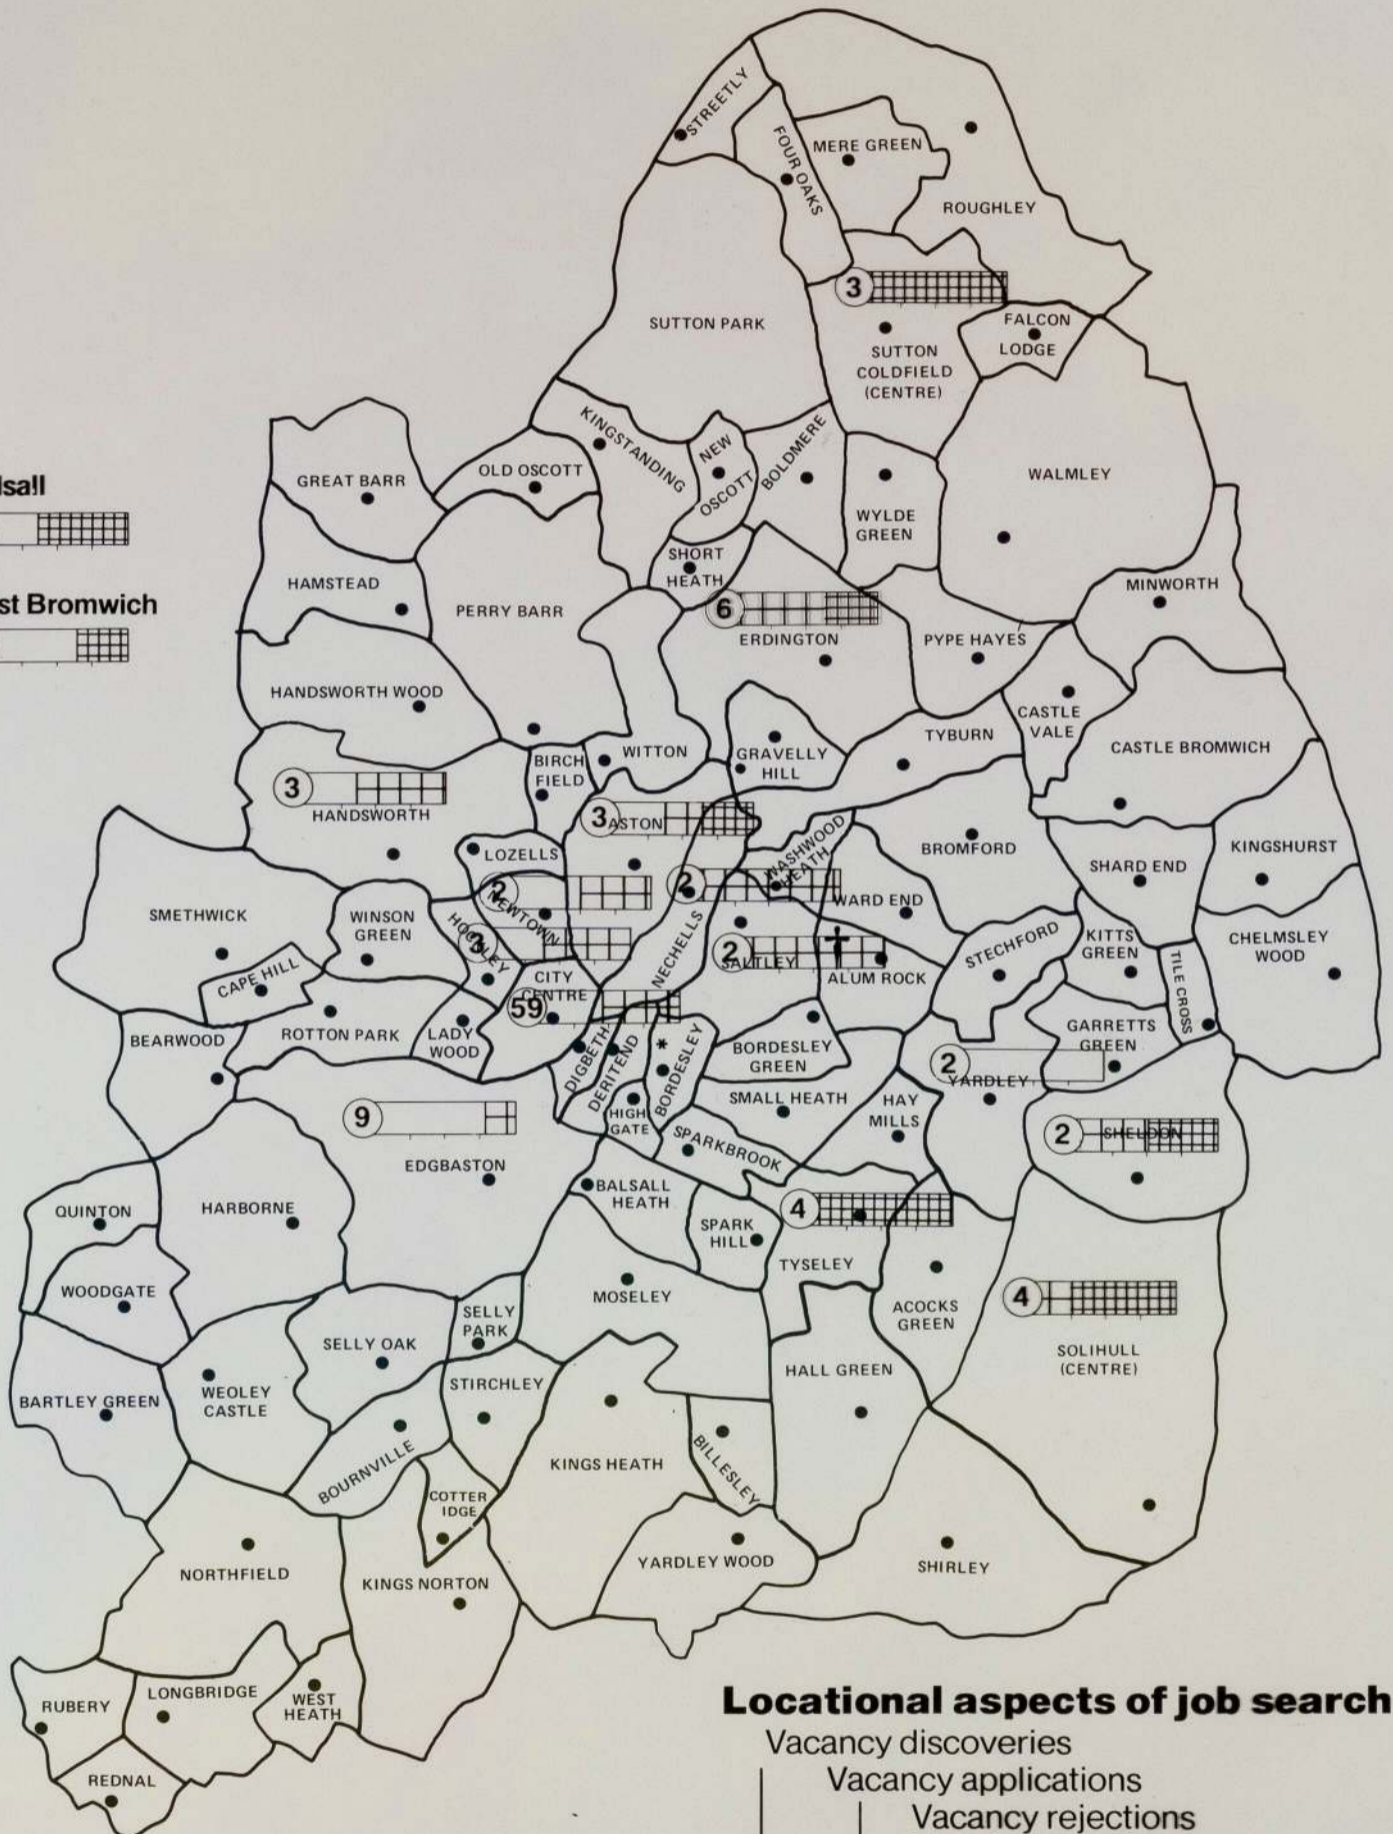 STREETLY
FOUR OAKS
MERE GREEN
ROUGHLEY
3
SUTTON PARK
SUTTON
COLDFIELD
(CENTRE)
FALCON
LODGE
KINGSTANDING
NEW
OSCOTT
BOLDMERE
OLD OSCOTT
GREAT BARR
WALMLEY
WYLDE
GREEN
lsall
SHORT
HEATH
HAMSTEAD
MINWORTH
st Bromwich
PERRY BARR
6
ERDINGTON
PYPE HAYES
HANDSWORTH WOOD
CASTLE
VALE
TYBURN
CASTLE BROMWICH
WITTON
GRAVELLY
HILL
BIRCH
FIELD
3
HANDSWORTH
3
ASTON
WASHWOOD
HEATH
BROMFORD
KINGSHURST
SHARD END
LOZELLS
2
NEWTOWN
2
WARD END
SMETHWICK
WINSON
GREEN
HOCKLEY
3
NECHELLS
2
SALTLEY
ALUM ROCK
STECHFORD
KITTS
GREEN
TILE CROSS
CHELMSLEY
WOOD
CAPE HILL
CITY
CENTRE
59
BEARWOOD
ROTTON PARK
LADY
WOOD
DIGBETH
DERITEND
*
BORDESLEY
BORDESLEY
GREEN
GARRETTS
GREEN
2
YARDLEY
9
HIGH
GATE
SMALL HEATH
HAY
MILLS
2
SHELDON
EDGBASTON
SPARKBROOK
BALSALL
HEATH
QUINTON
HARBORNE
SPARK
HILL
4
TYSELEY
WOODGATE
MOSELEY
ACOCKS
GREEN
4
SELLY
PARK
SELLY OAK
SOLIHULL
(CENTRE)
HALL GREEN
BARTLEY GREEN
WEOLEY
CASTLE
STIRCHLEY
BOURNVILLE
KINGS HEATH
BILLESLEY
COTTER
IDGE
YARDLEY WOOD
SHIRLEY
NORTHFIELD
KINGS NORTON
RUBERY
LONGBRIDGE
WEST
HEATH
REDNAL
Locational aspects of job search
Vacancy discoveries
Vacancy applications
Vacancy rejections